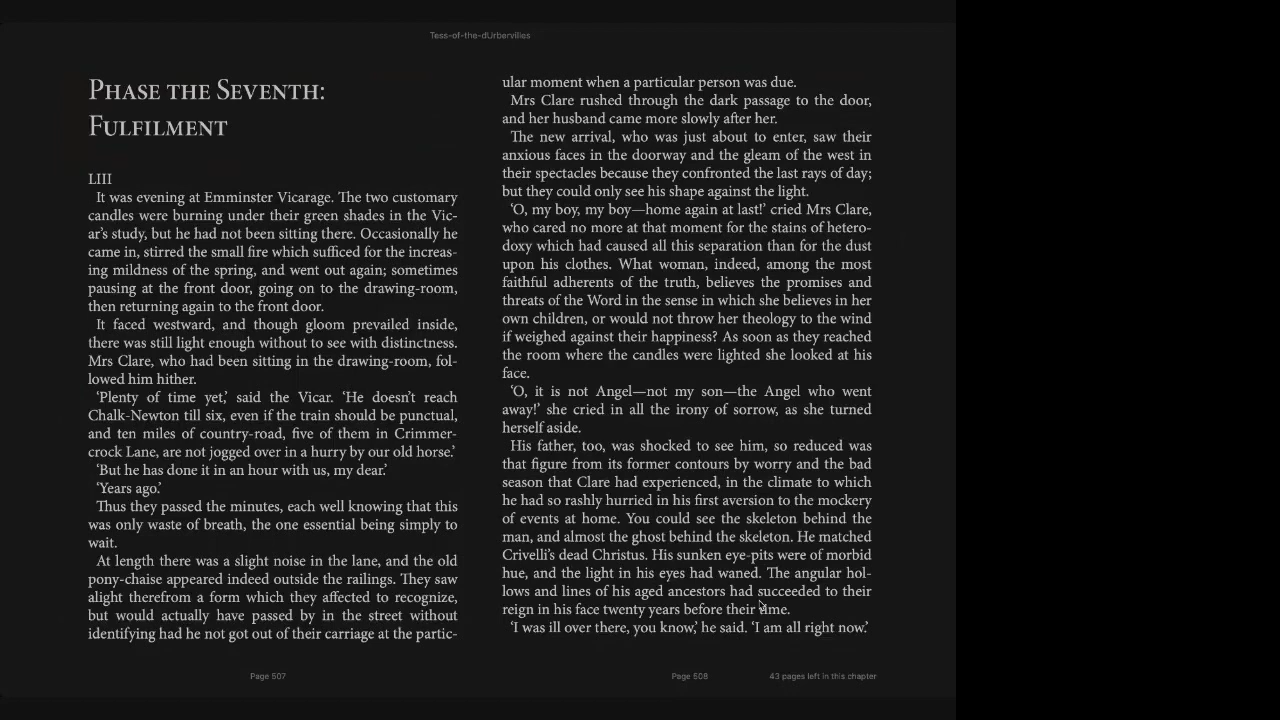 Tess-of-the-dUrbervilles
PHASE THE SEVENTH:
FULFILMENT
LIII
It was evening at Emminster Vicarage. The two customary
candles were burning under their green shades in the Vic-
ar’s study, but he had not been sitting there. Occasionally he
came in, stirred the small fire which sufficed for the increas-
ing mildness of the spring, and went out again; sometimes
pausing at the front door, going on to the drawing-room,
then returning again to the front door.
It faced westward, and though gloom prevailed inside,
there was still light enough without to see with distinctness.
Mrs Clare, who had been sitting in the drawing-room, fol-
lowed him hither.
‘Plenty of time yet,’ said the Vicar. ‘He doesn’t reach
Chalk-Newton till six, even if the train should be punctual,
and ten miles of country-road, five of them in Crimmer-
crock Lane, are not jogged over in a hurry by our old horse.’
‘But he has done it in an hour with us, my dear.’
‘Years ago.’
Thus they passed the minutes, each well knowing that this
was only waste of breath, the one essential being simply to
wait.
At length there was a slight noise in the lane, and the old
pony-chaise appeared indeed outside the railings. They saw
alight therefrom a form which they affected to recognize,
but would actually have passed by in the street without
identifying had he not got out of their carriage at the partic-
ular moment when a particular person was due.
Mrs Clare rushed through the dark passage to the door,
and her husband came more slowly after her.
The new arrival, who was just about to enter, saw their
anxious faces in the doorway and the gleam of the west in
their spectacles because they confronted the last rays of day;
but they could only see his shape against the light.
‘O, my boy, my boy—home again at last!’ cried Mrs Clare,
who cared no more at that moment for the stains of hetero-
doxy which had caused all this separation than for the dust
upon his clothes. What woman, indeed, among the most
faithful adherents of the truth, believes the promises and
threats of the Word in the sense in which she believes in her
own children, or would not throw her theology to the wind
if weighed against their happiness? As soon as they reached
the room where the candles were lighted she looked at his
face.
‘O, it is not Angel—not my son—the Angel who went
away!’ she cried in all the irony of sorrow, as she turned
herself aside.
His father, too, was shocked to see him, so reduced was
that figure from its former contours by worry and the bad
season that Clare had experienced, in the climate to which
he had so rashly hurried in his first aversion to the mockery
of events at home. You could see the skeleton behind the
man, and almost the ghost behind the skeleton. He matched
Crivelli’s dead Christus. His sunken eye-pits were of morbid
hue, and the light in his eyes had waned. The angular hol-
lows and lines of his aged ancestors had succeeded to their
reign in his face twenty years before their time.
‘I was ill over there, you know,’ he said. ‘I am all right now.’
Page 507
Page 508
43 pages left in this chapter